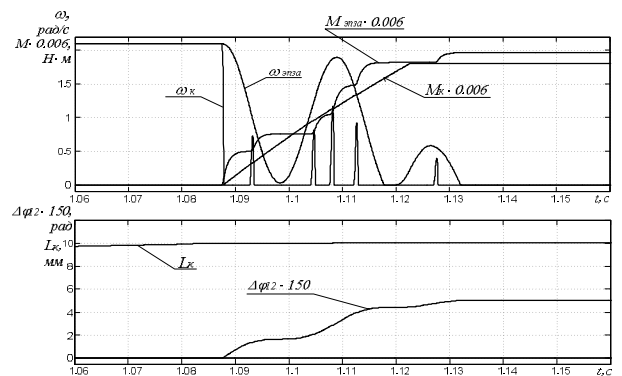 ω,
рад/с
М· 0.006,
Н· м
М эпза · 0.006
ω эпза
ω к
Мк · 0.006
2
1.5
1
0.5
0
1.06 1.07 1.08 1.09 1.1 1.11 1.12 1.13 1.14 1.15 t, c
Δφ12 · 150,
рад
Lк,
мм
10
8
6
4
2
0
Lк
Δφ12 · 150
1.06 1.07 1.08 1.09 1.1 1.11 1.12 1.13 1.14 1.15 t, c